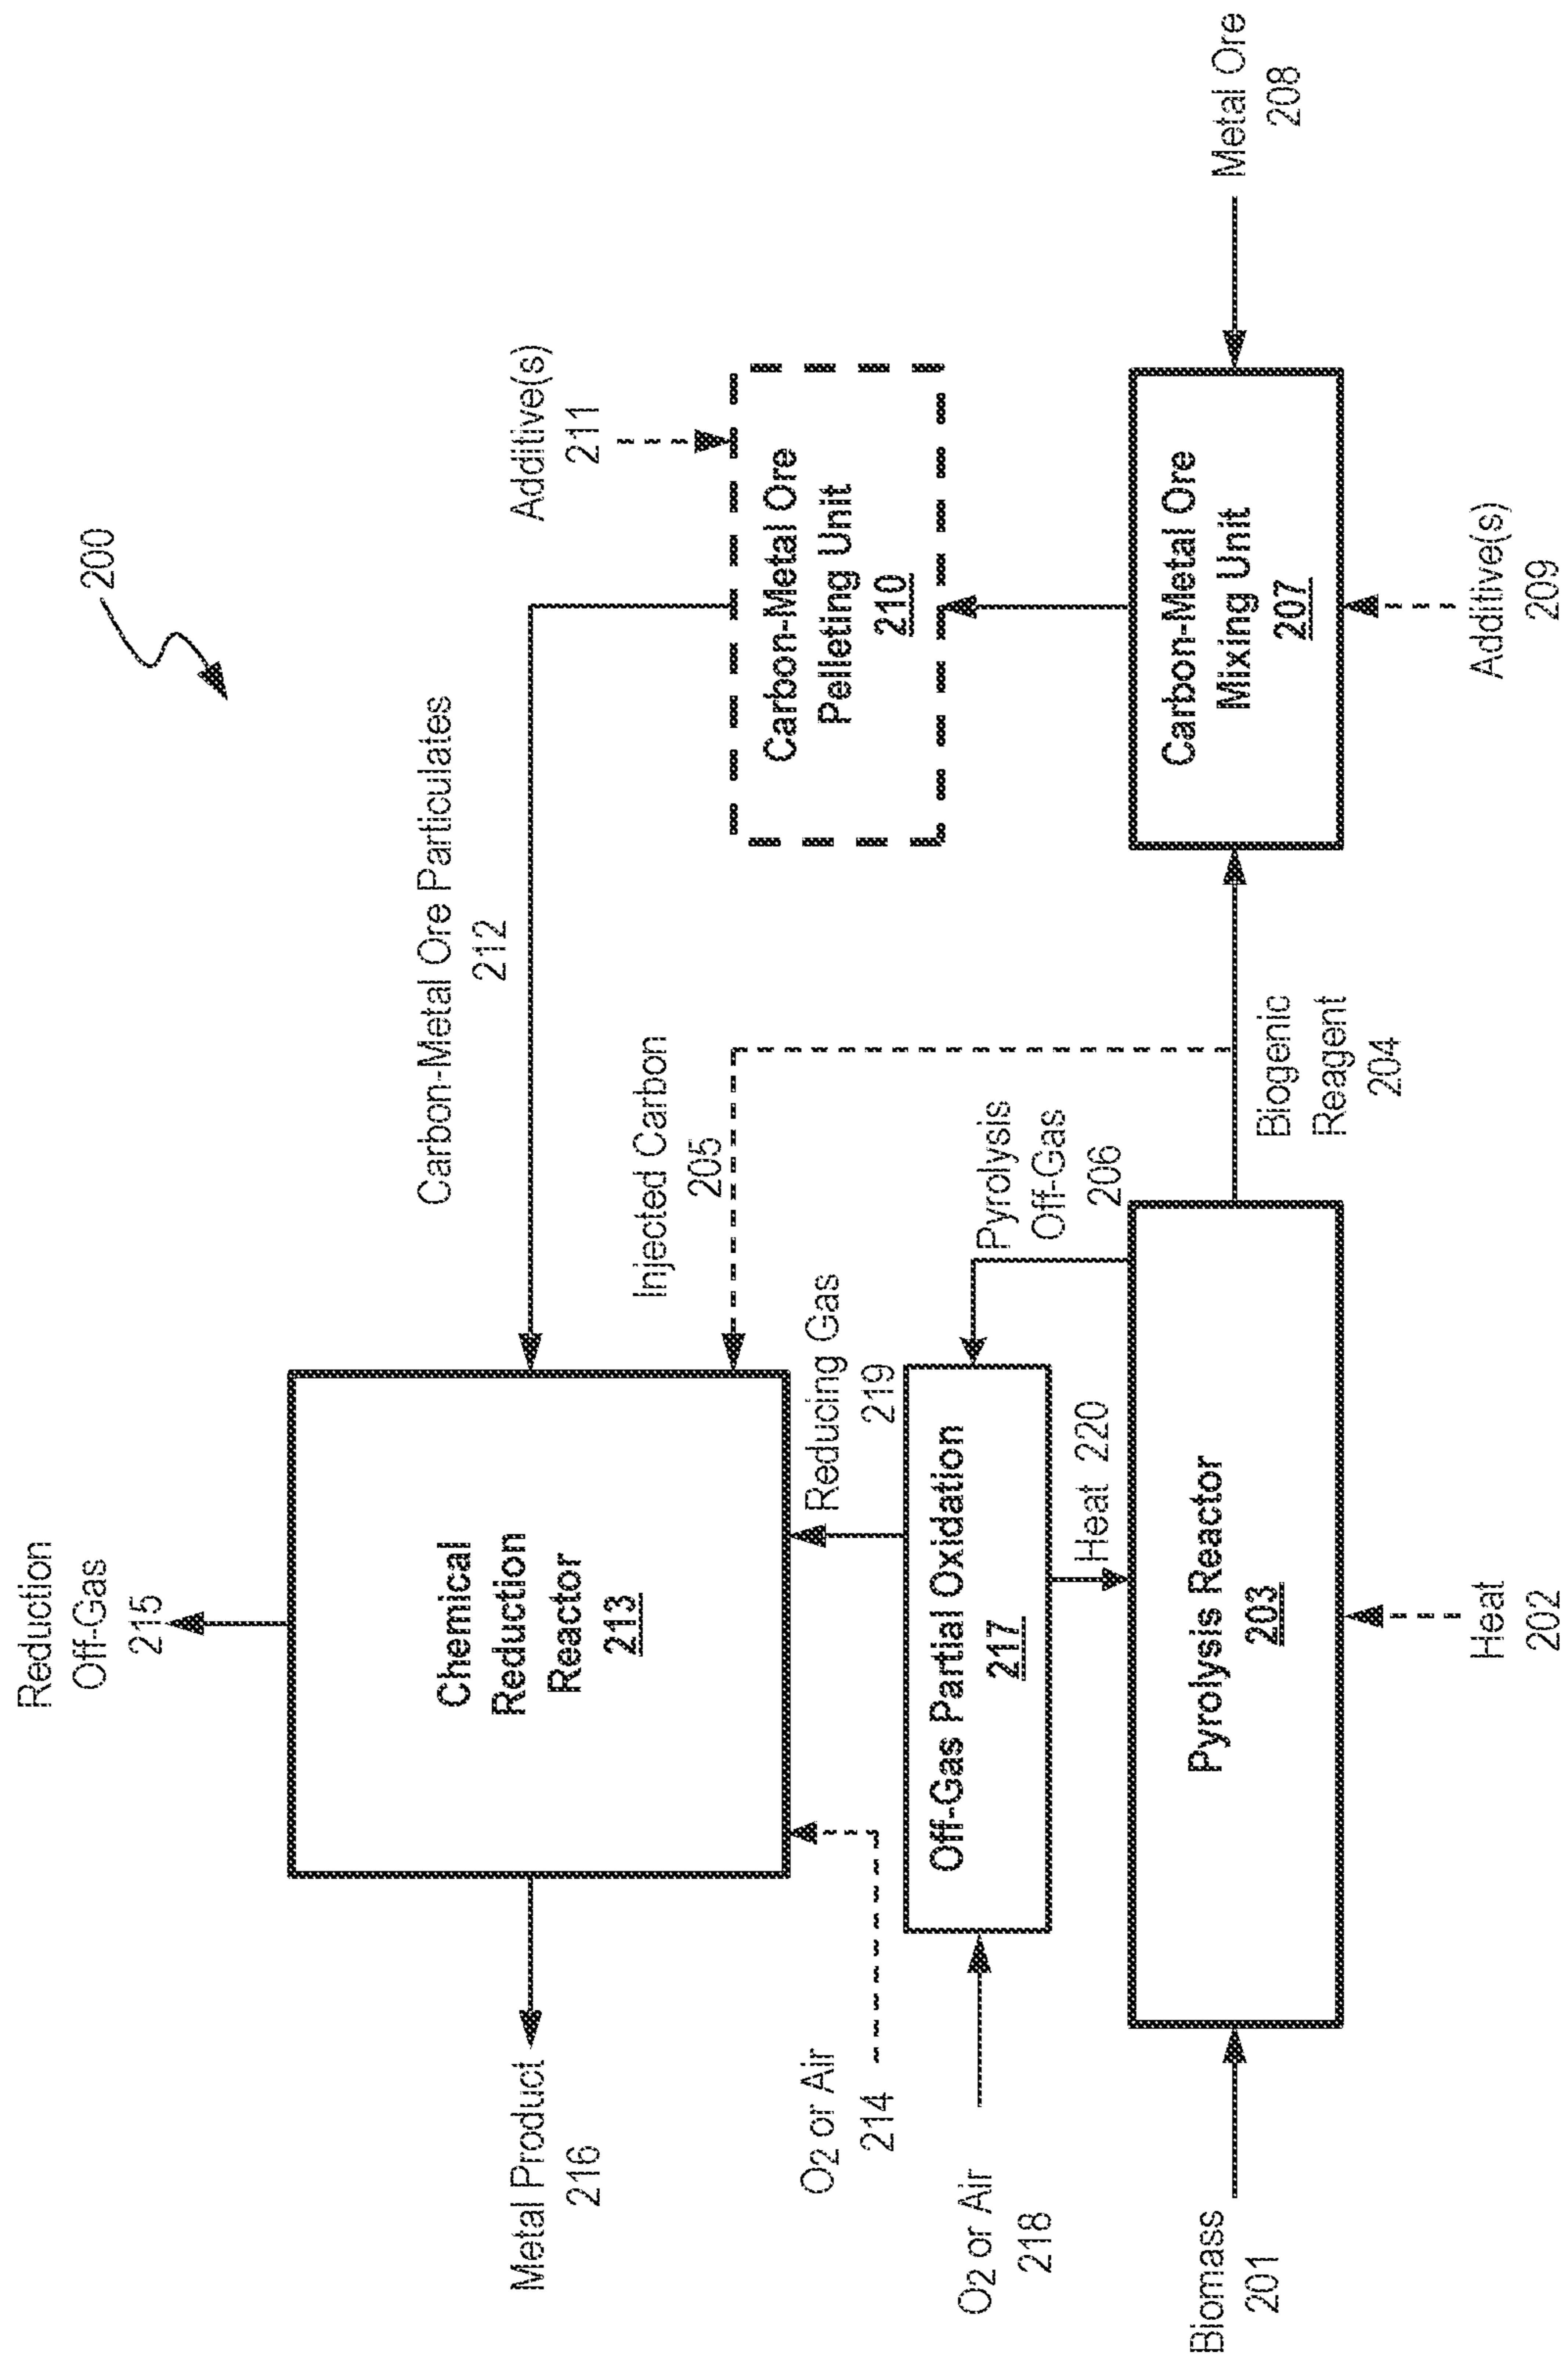 200
Reduction
Off-Gas
215
Metal Product
216
Chemical
Reduction
Reactor
213
Carbon-Metal Ore Particulates
212
Additive(s)
211
Injected Carbon
205
O2 or Air
214
Reducing Gas
219
Carbon-Metal Ore
Pelleting Unit
210
O2 or Air
218
Off-Gas Partial Oxidation
217
Pyrolysis
Off-Gas
206
Heat 220
Biomass
201
Pyrolysis Reactor
203
Biogenic
Reagent
204
Carbon-Metal Ore
Mixing Unit
207
Metal Ore
208
Heat
202
Additive(s)
209